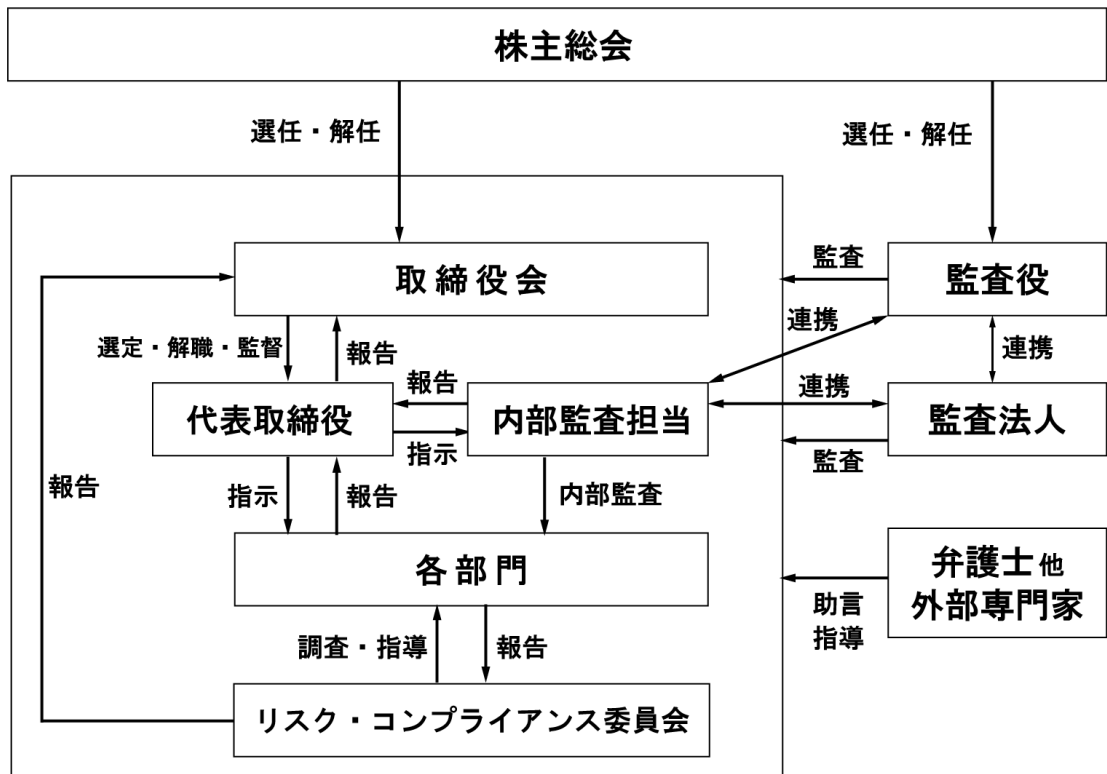 株主総会
選任・解任
選任・解任
取締役会
監査
監査役
連携
選定・解職・監督
報告
連携
報告
連携
代表取締役
内部監査担当
監査法人
指示
監査
報告
指示
報告
内部監査
各部門
弁護士他
外部専門家
助言
指導
調査・指導
報告
リスク・コンプライアンス委員会